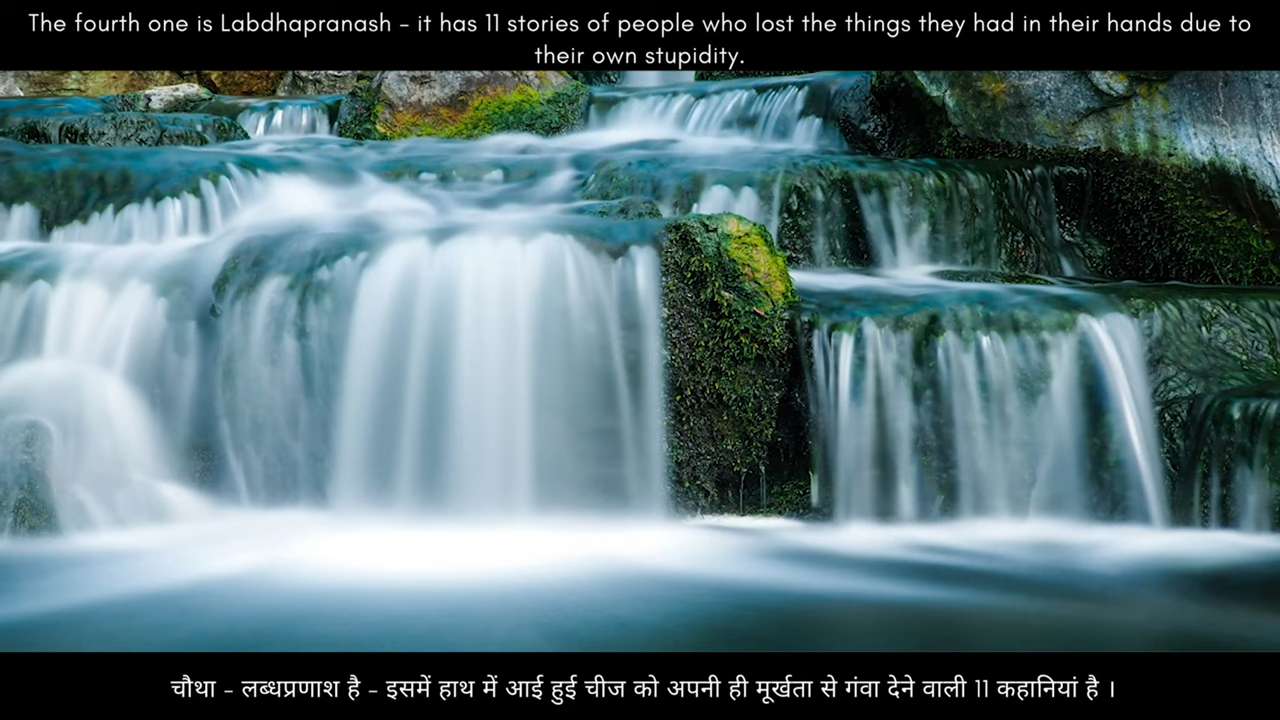 The fourth one is Labdhapranash - it has 11 stories of people who lost the things they had in their hands due to
their own stupidity.
चौथा - लब्धप्रणाश है - इसमें हाथ में आई हुई चीज को अपनी ही मूर्खता से गंवा देने वाली 11 कहानियां है ।